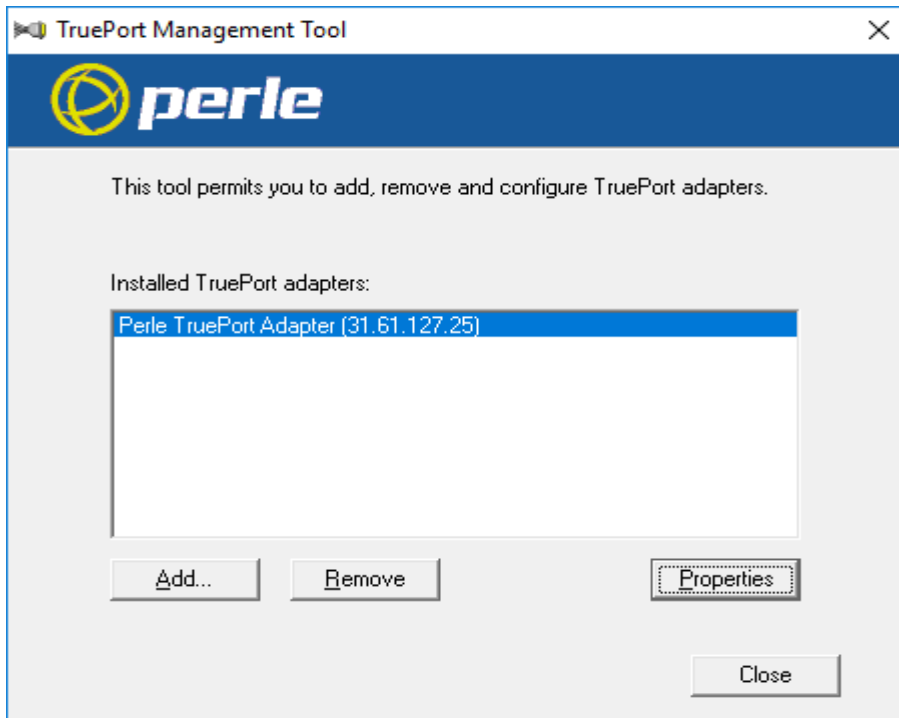 TruePort Management Tool
perle
This tool permits you to add, remove and configure TruePort adapters.
Installed TruePort adapters:
Perle TruePort Adapter (31.61.127.25)
Add...
Remove
Properties
Close